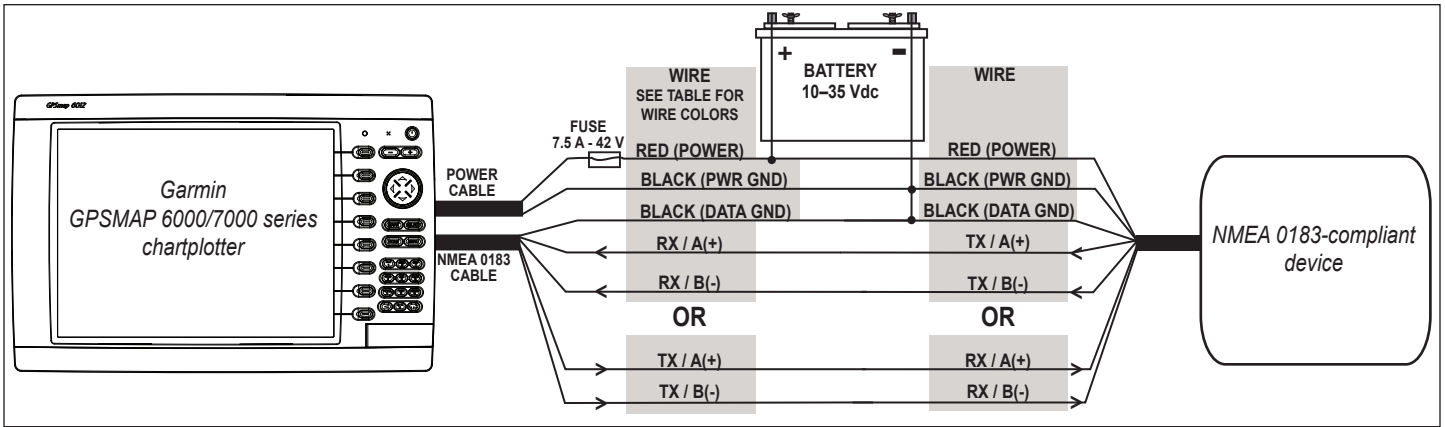 GPSmap 6012
Garmin
GPSMAP 6000/7000 series
chartplotter
POWER
CABLE
NMEA 0183
CABLE
FUSE
7.5 A - 42 V
WIRE
SEE TABLE FOR
WIRE COLORS
RED (POWER)
BLACK (PWR GND)
BLACK (DATA GND)
RX / A(+)
RX / B(-)
OR
TX / A(+)
TX / B(-)
+
-
BATTERY
10–35 Vdc
WIRE
RED (POWER)
BLACK (PWR GND)
BLACK (DATA GND)
TX / A(+)
TX / B(-)
OR
RX / A(+)
RX / B(-)
NMEA 0183-compliant
device